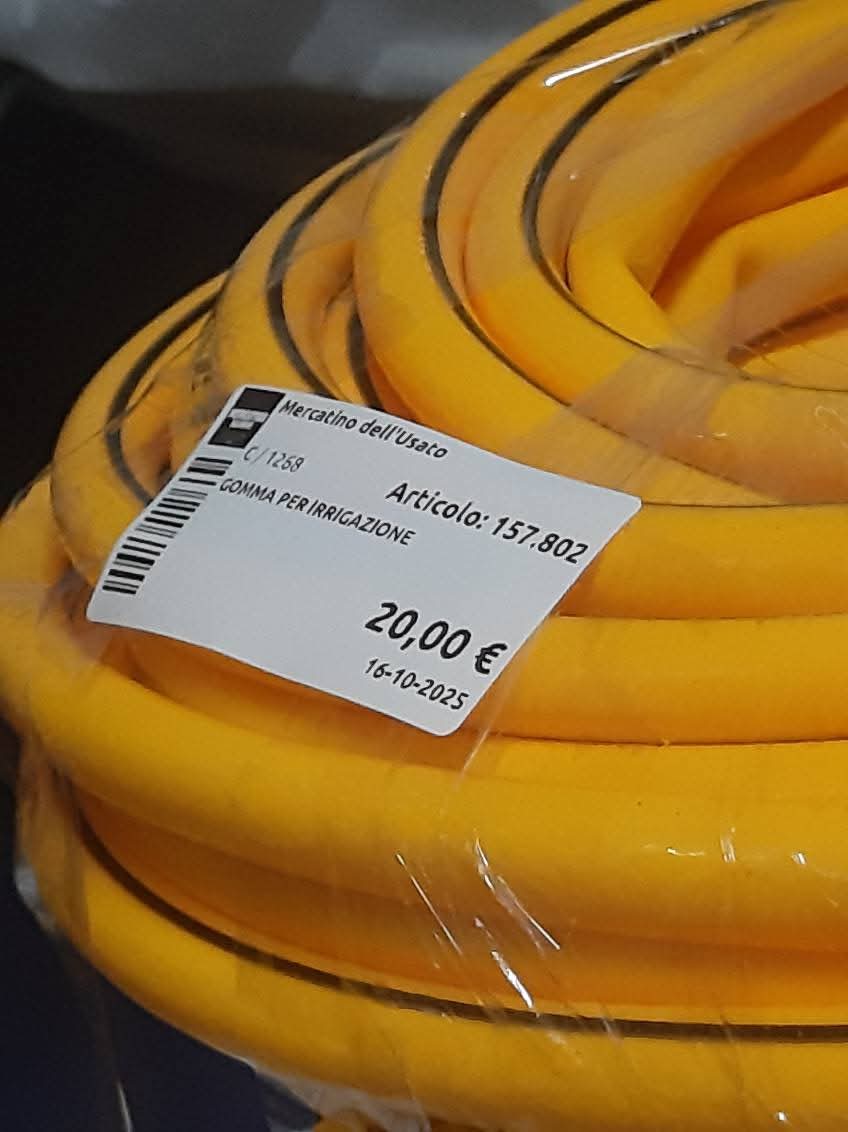 Mercatino dell'Usato
C/1268
Articolo: 157.802
GOMMA PER IRRIGAZIONE
20,00 €
16-10-2025